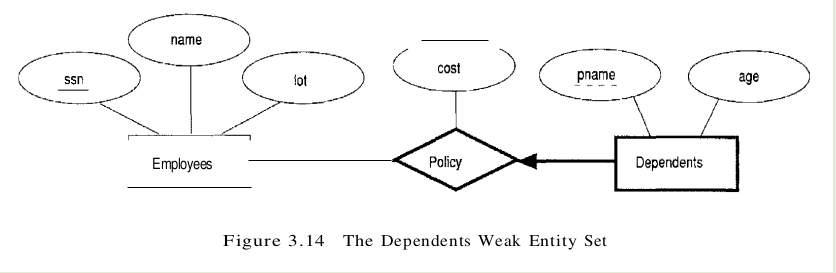 name
ssn
lot
cost
pname
age
Employees
Policy
Dependents
Figure 3.14 The Dependents Weak Entity Set